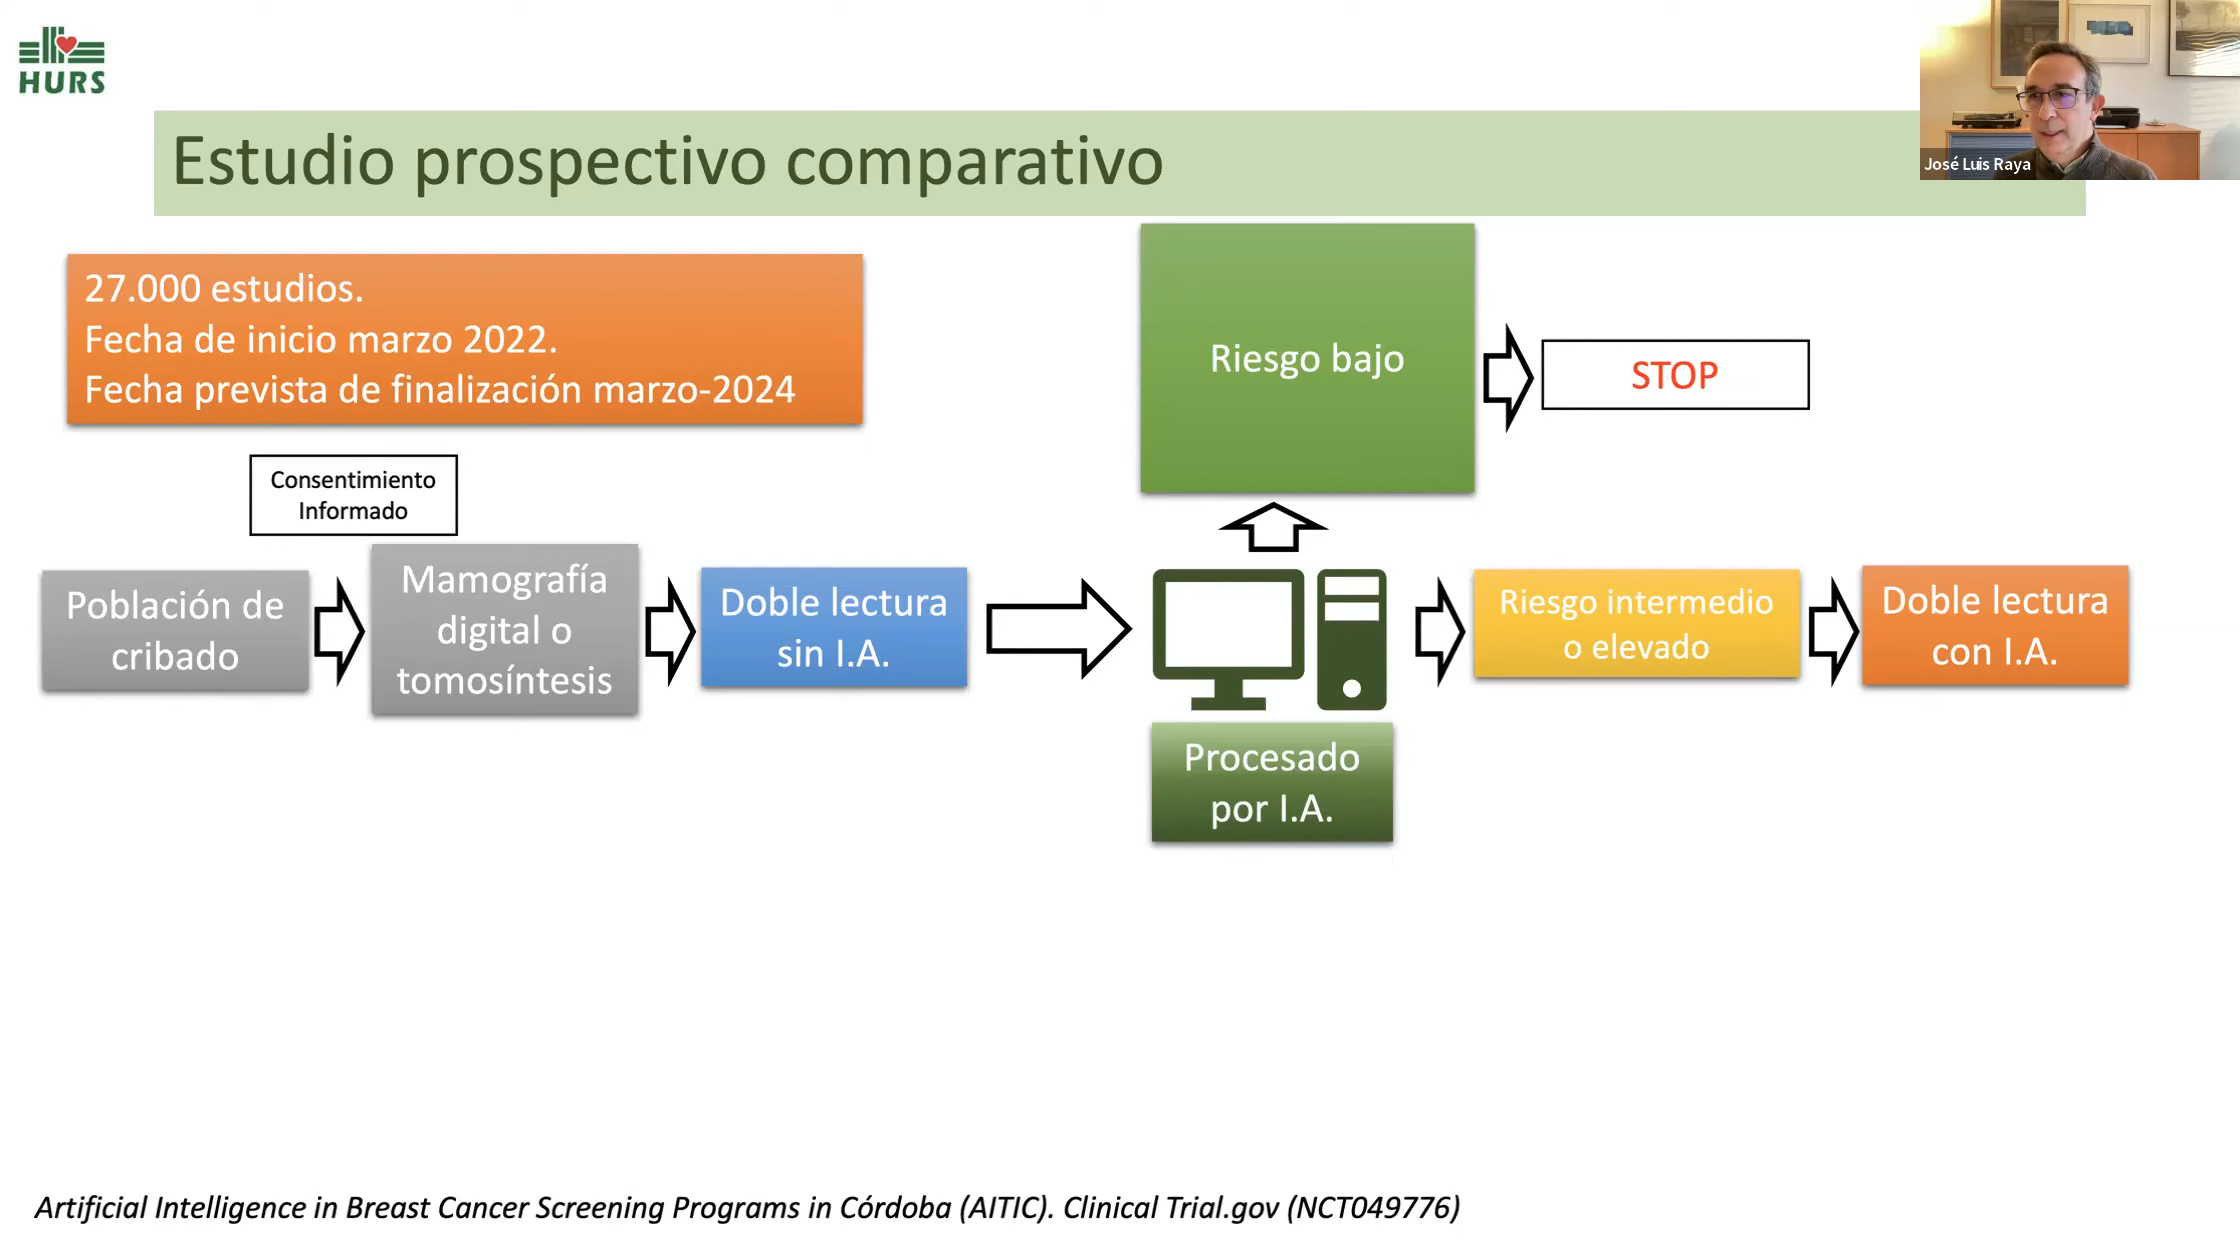 HURS
José Luis Raya
Estudio prospectivo comparativo
27.000 estudios.
Fecha de inicio marzo 2022.
Fecha prevista de finalización marzo-2024
Riesgo bajo
STOP
Consentimiento
Informado
Población de
cribado
Mamografía
digital o
tomosíntesis
Doble lectura
sin I.A.
Procesado
por I.A.
Riesgo intermedio
o elevado
Doble lectura
con I.A.
Artificial Intelligence in Breast Cancer Screening Programs in Córdoba (AITIC). Clinical Trial.gov (NCT049776)